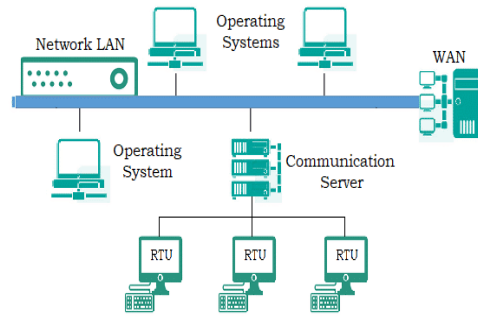 Operating
Systems
Network LAN
WAN
Operating
System
Communication
Server
RTU
RTU
RTU